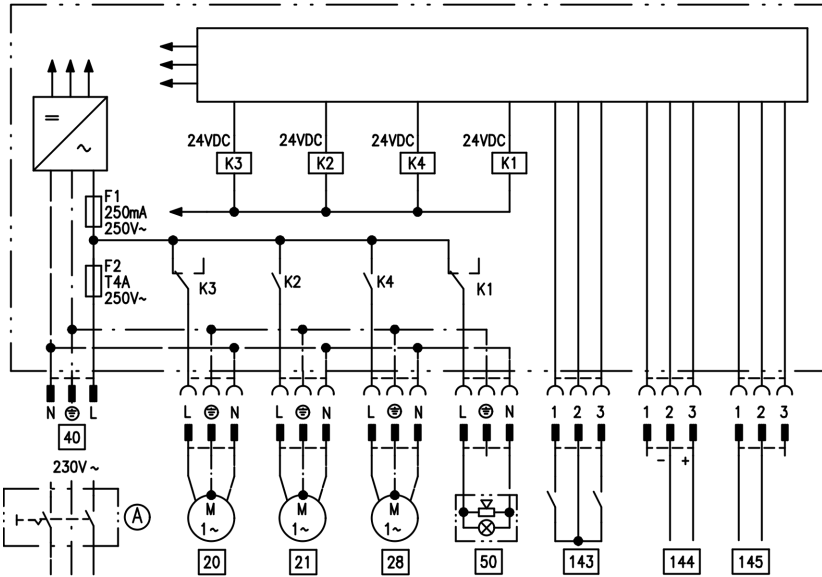 24VDC 24VDC 24VDC 24VDC
K3 K2 K4 K1
= ~
F1
250mA
250V~
F2
T4A
250V~
K3 K2 K4 K1
N L L N L N L N L N 1 2 3 1 2 3 1 2 3
40
230V~
- +
A
M M M
1~ 1~ 1~
20 21 28 50 143 144 145